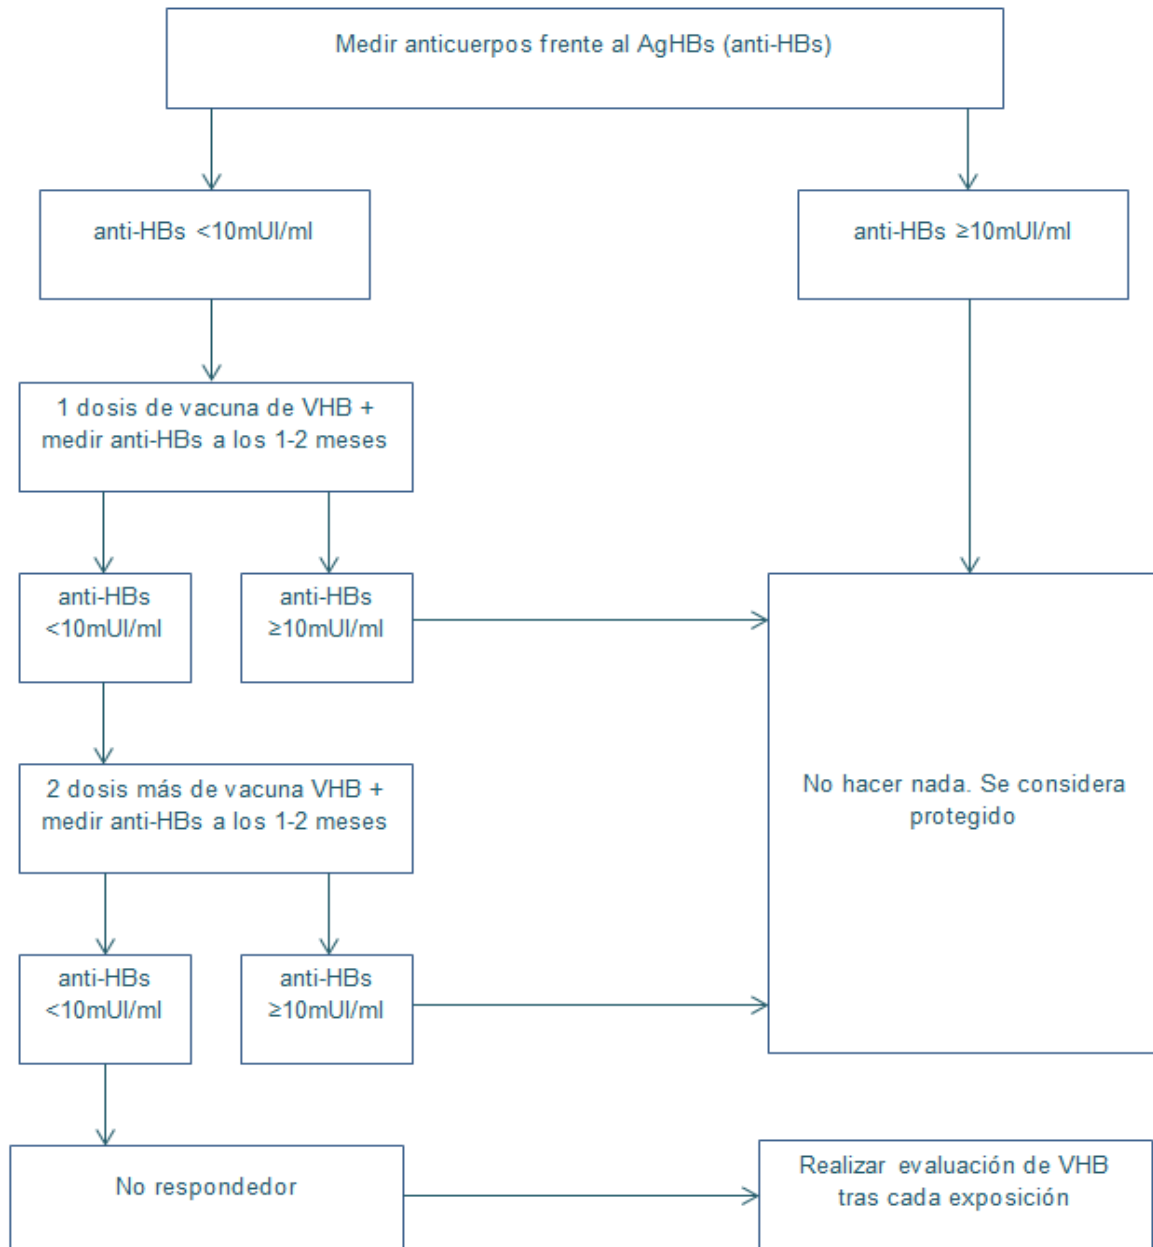 Medir anticuerpos frente al AgHBs (anti-HBs)
anti-HBs <10mUI/ml
anti-HBs ≥10mUI/ml
1 dosis de vacuna de VHB +
medir anti-HBs a los 1-2 meses
anti-HBs
<10mUI/ml
anti-HBs
≥10mUI/ml
2 dosis más de vacuna VHB +
medir anti-HBs a los 1-2 meses
No hacer nada. Se considera
protegido
anti-HBs
<10mUI/ml
anti-HBs
≥10mUI/ml
No respondedor
Realizar evaluación de VHB
tras cada exposición